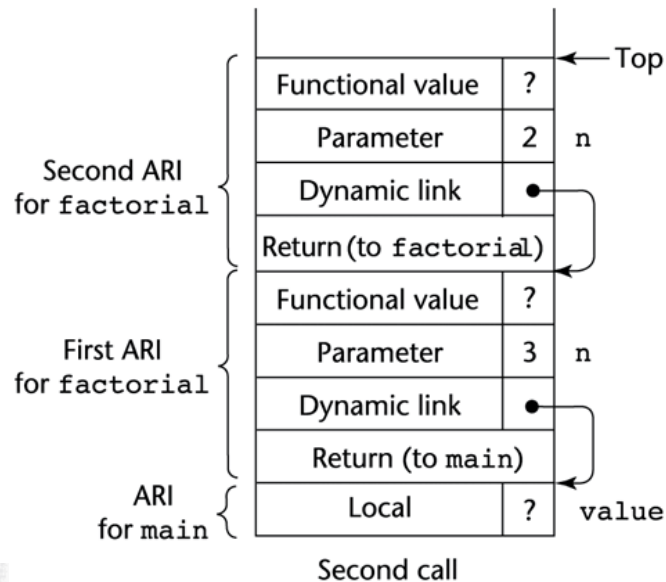 Top
Functional value ?
Second ARI
for factorial
Parameter 2 n
Dynamic link
Return (to factorial)
First ARI
for factorial
Functional value ?
Parameter 3 n
Dynamic link
Return (to main)
ARI
for main
Local ? value
Second call